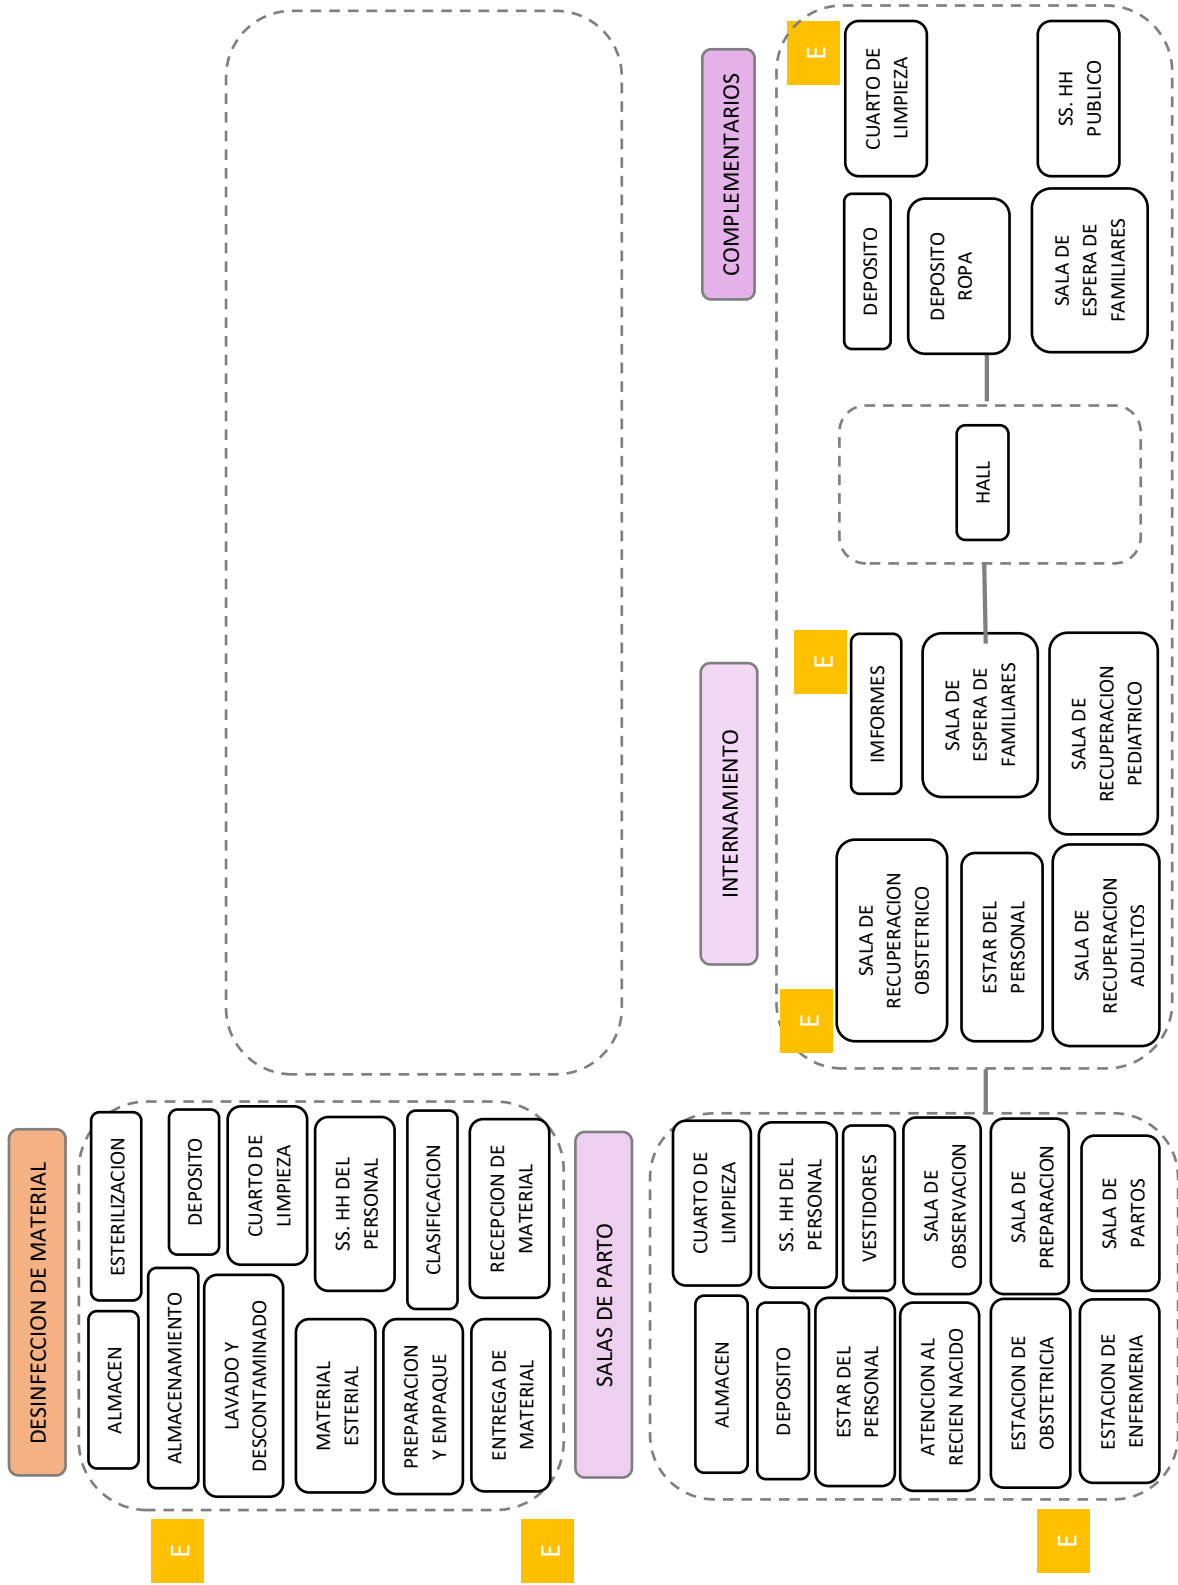 DESINFECCION DE MATERIAL
ALMACEN
ESTERILIZACION
ALMACENAMIENTO
DEPOSITO
LAVADO Y
DESCONTAMINADO
CUARTO DE
LIMPIEZA
MATERIAL
ESTERIAL
SS. HH DEL
PERSONAL
PREPARACION
Y EMPAQUE
CLASIFICACION
ENTREGA DE
MATERIAL
RECEPCION DE
MATERIAL
E
E
SALAS DE PARTO
ALMACEN
CUARTO DE
LIMPIEZA
DEPOSITO
SS. HH DEL
PERSONAL
ESTAR DEL
PERSONAL
VESTIDORES
ATENCION AL
RECIEN NACIDO
SALA DE
OBSERVACION
ESTACION DE
OBSTETRICIA
SALA DE
PREPARACION
ESTACION DE
ENFERMERIA
SALA DE
PARTOS
E
INTERNAMIENTO
E
E
SALA DE
RECUPERACION
OBSTETRICO
IMFORMES
ESTAR DEL
PERSONAL
SALA DE
ESPERA DE
FAMILIARES
SALA DE
RECUPERACION
ADULTOS
SALA DE
RECUPERACION
PEDIATRICO
HALL
COMPLEMENTARIOS
E
DEPOSITO
CUARTO DE
LIMPIEZA
DEPOSITO
ROPA
SALA DE
ESPERA DE
FAMILIARES
SS. HH
PUBLICO